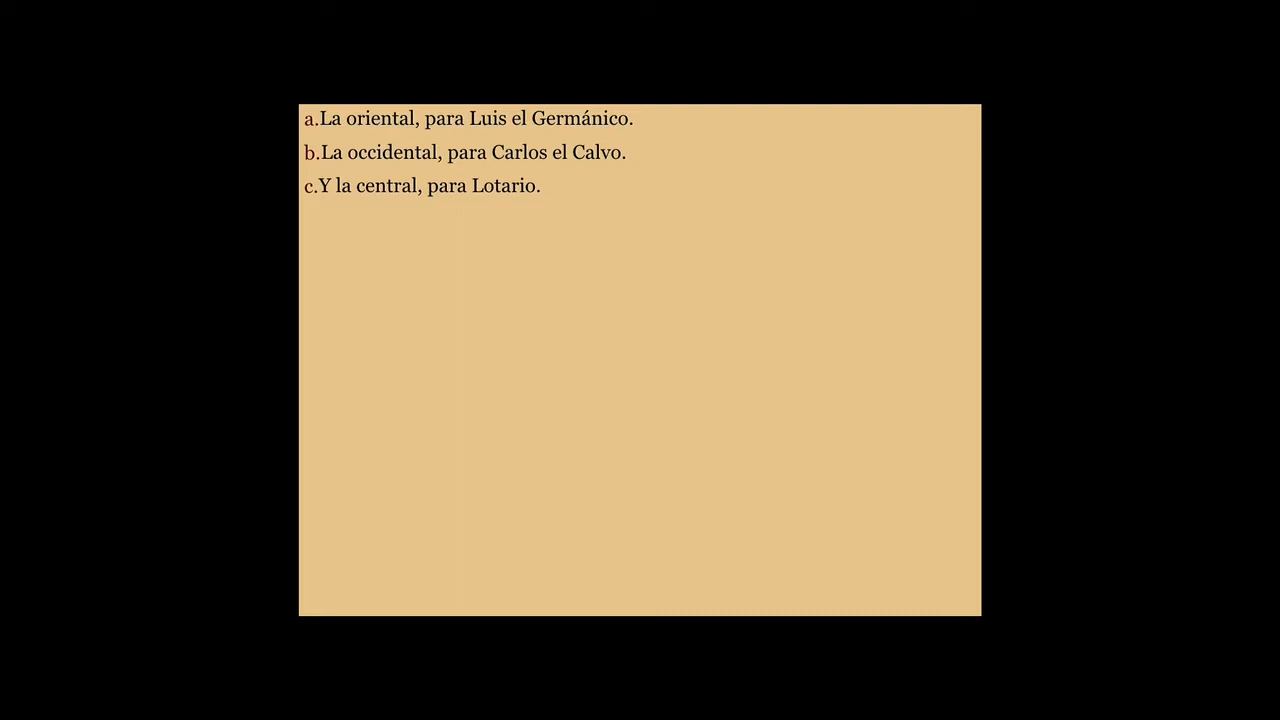 a.La oriental, para Luis el Germánico.
b.La occidental, para Carlos el Calvo.
c.Y la central, para Lotario.